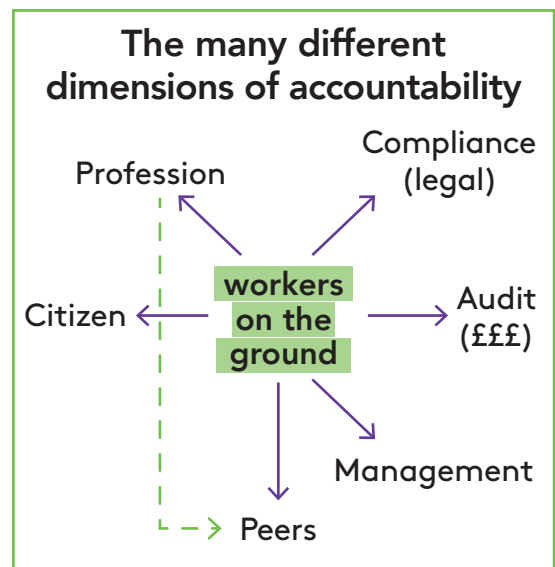 The many different
dimensions of accountability
Compliance
(legal)
Profession
workers
on the
ground
Citizen
Audit
(£££)
Management
Peers